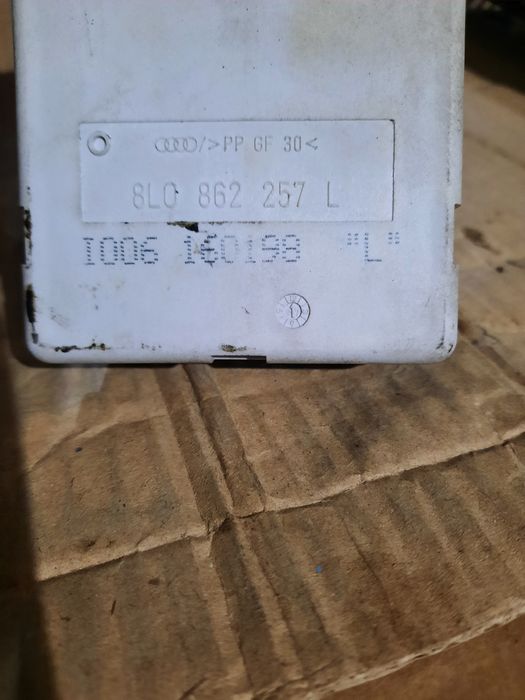 />PP GF 30<
8L0 862 257 L
I006 160198 "L"